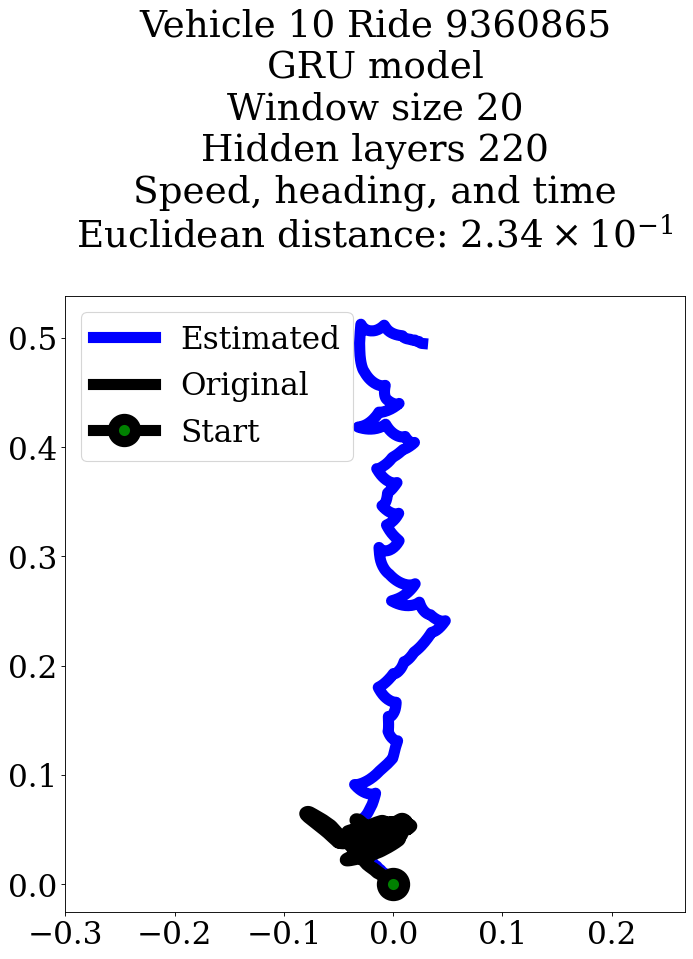 Vehicle 10 Ride 9360865
GRU model
Window size 20
Hidden layers 220
Speed, heading, and time
Euclidean distance: 2.34 × 10⁻¹
Estimated
Original
Start
0.5
0.4
0.3
0.2
0.1
0.0
−0.3 −0.2 −0.1 0.0 0.1 0.2